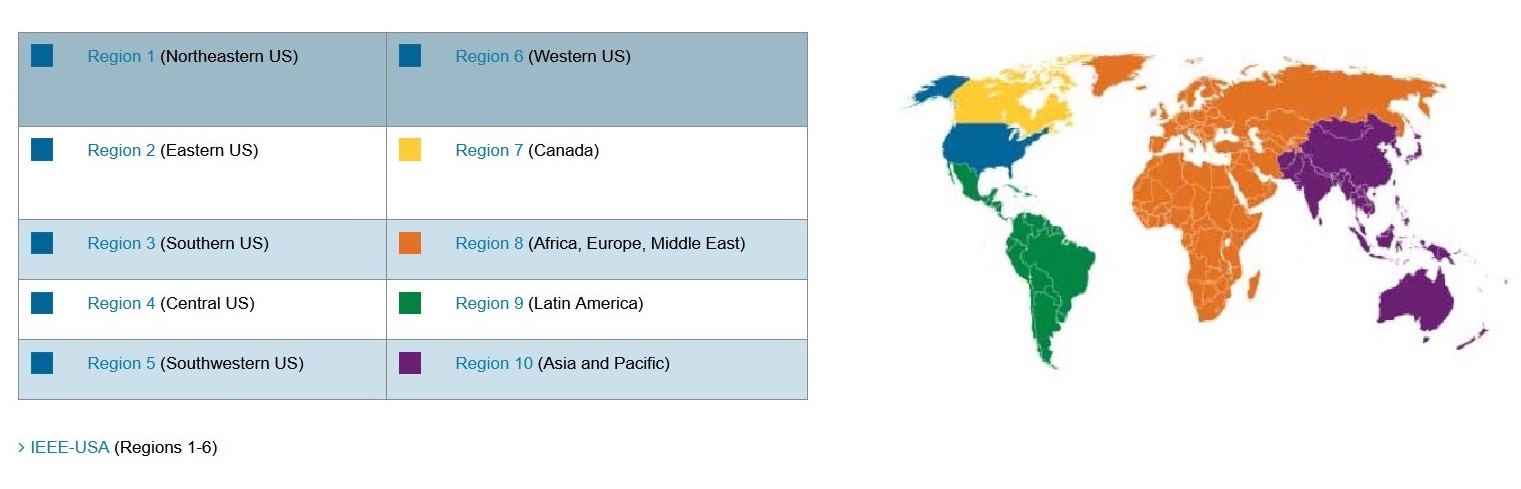 Region 1 (Northeastern US)
Region 6 (Western US)
Region 2 (Eastern US)
Region 7 (Canada)
Region 3 (Southern US)
Region 8 (Africa, Europe, Middle East)
Region 4 (Central US)
Region 9 (Latin America)
Region 5 (Southwestern US)
Region 10 (Asia and Pacific)
> IEEE-USA (Regions 1-6)